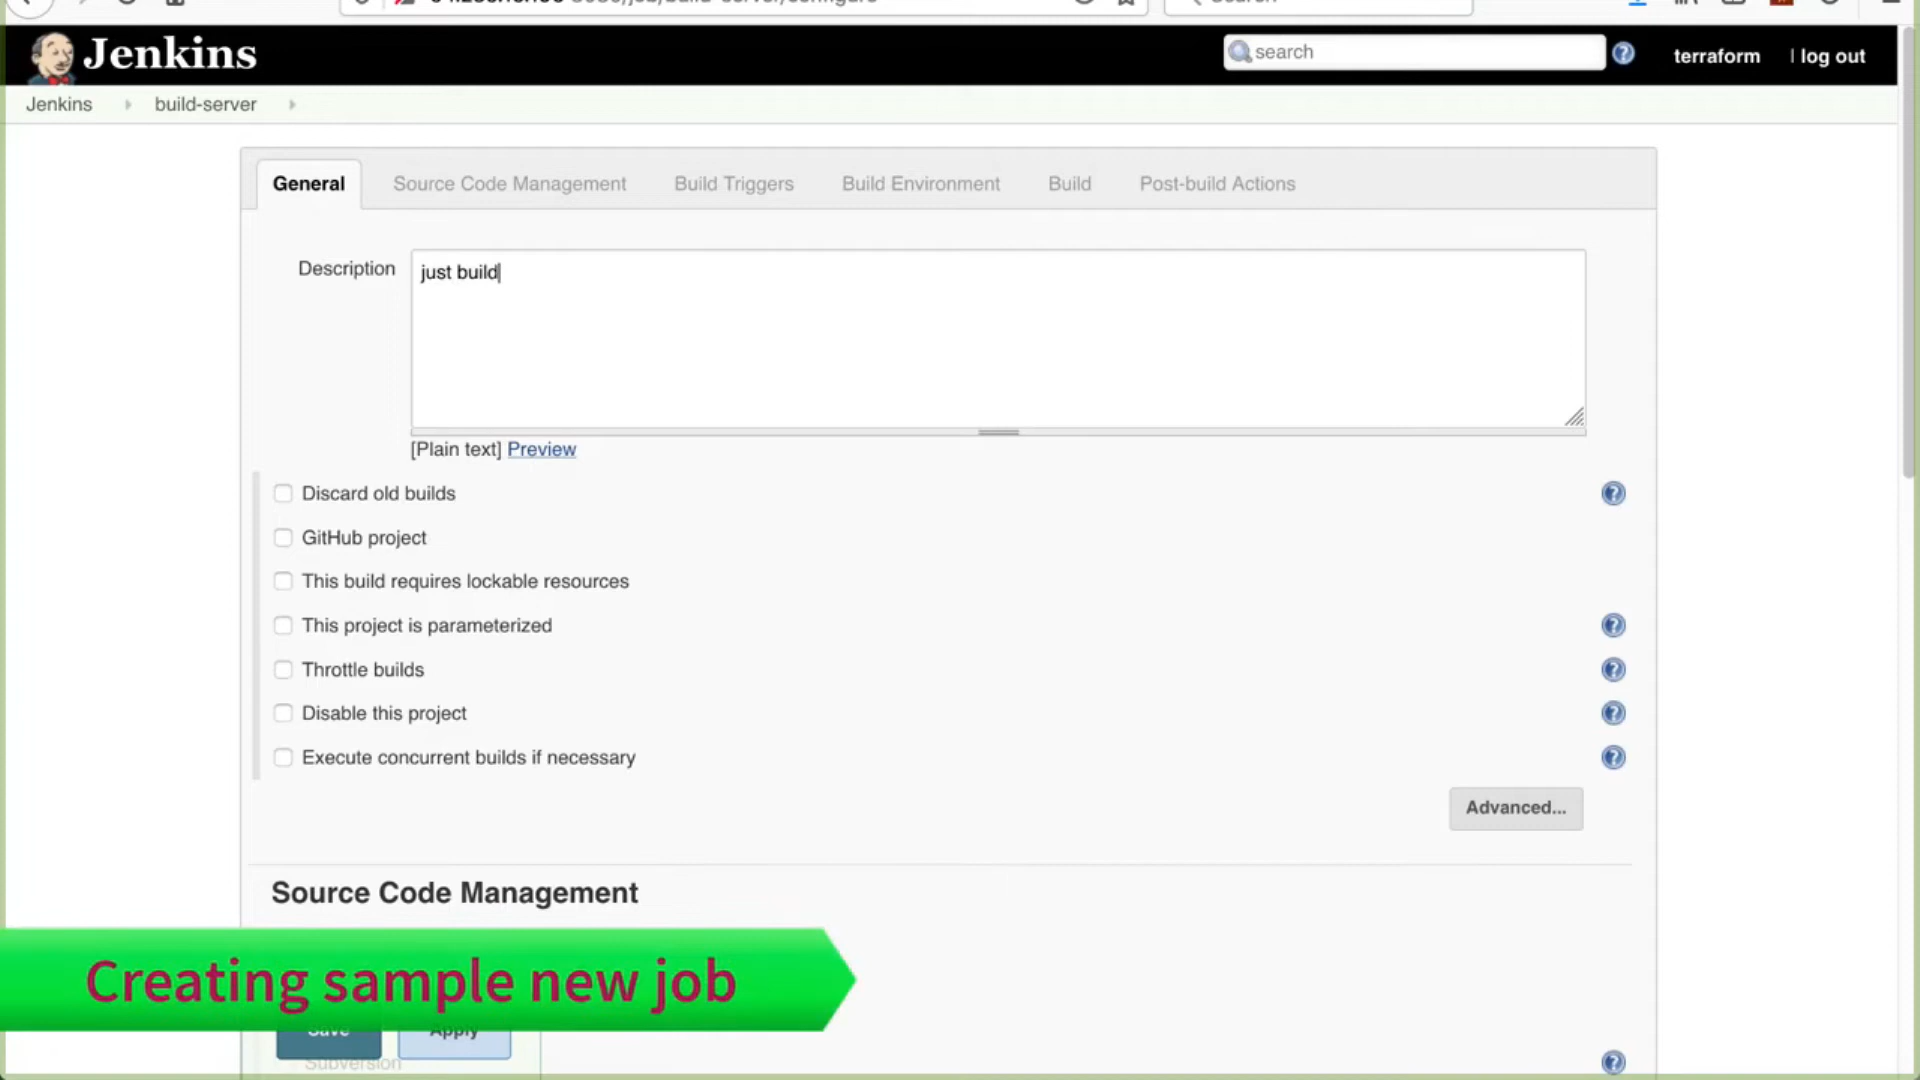 Jenkins
search
terraform | log out
Jenkins build-server
General Source Code Management Build Triggers Build Environment Build Post-build Actions
Description
just build
[Plain text] Preview
Discard old builds
GitHub project
This build requires lockable resources
This project is parameterized
Throttle builds
Disable this project
Execute concurrent builds if necessary
Advanced...
Source Code Management
Creating sample new job
Save Apply
Subversion